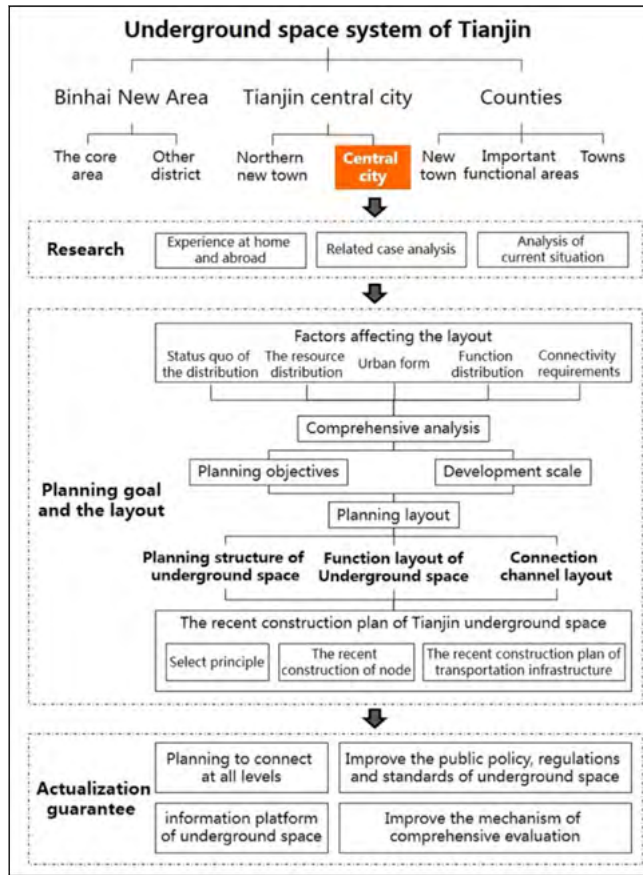 Underground space system of Tianjin
Binhai New Area
Tianjin central city
Counties
The core
area
Other
district
Northern
new town
Central
city
New
town
Important
functional areas
Towns
Research
Experience at home
and abroad
Related case analysis
Analysis of
current situation
Planning goal
and the layout
Factors affecting the layout
Status quo of
the distribution
The resource
distribution
Urban form
Function
distribution
Connectivity
requirements
Comprehensive analysis
Planning objectives
Development scale
Planning layout
Planning structure of
underground space
Function layout of
Underground space
Connection
channel layout
The recent construction plan of Tianjin underground space
Select principle
The recent
construction of node
The recent construction plan of
transportation infrastructure
Actualization
guarantee
Planning to connect
at all levels
Improve the public policy, regulations
and standards of underground space
information platform
of underground space
Improve the mechanism
of comprehensive evaluation